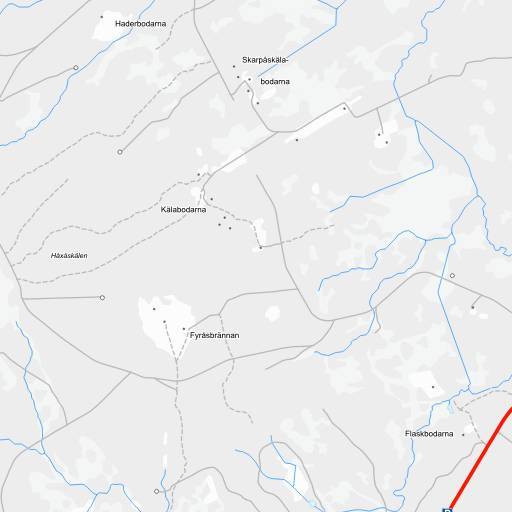 Haderbodarna
Skarpåskäla-
bodarna
Kälabodarna
Håxåskälen
Fyråsbrännan
Flaskbodarna